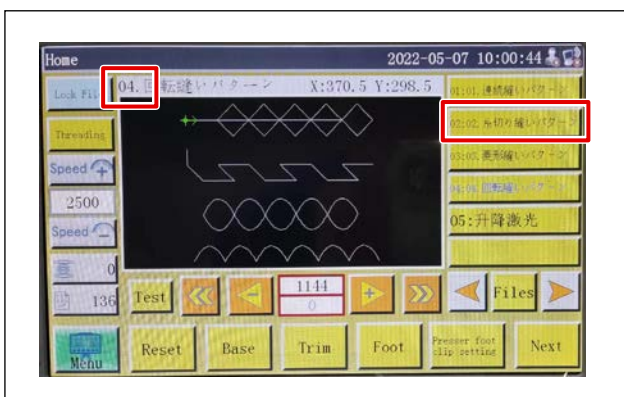 Home 2022-05-07 10:00:44
Lock File 04.回転縫いパターン X:370.5 Y:298.5 01:01.連続縫いパターン
02:02.糸切り縫いパターン
Threading
03:03.菱形縫いパターン
Speed
04:04.回転縫いパターン
2500
05:升降激光
Speed
0 1144
136 Test 0 Files
Menu Reset Base Trim Foot Presser foot clip setting Next